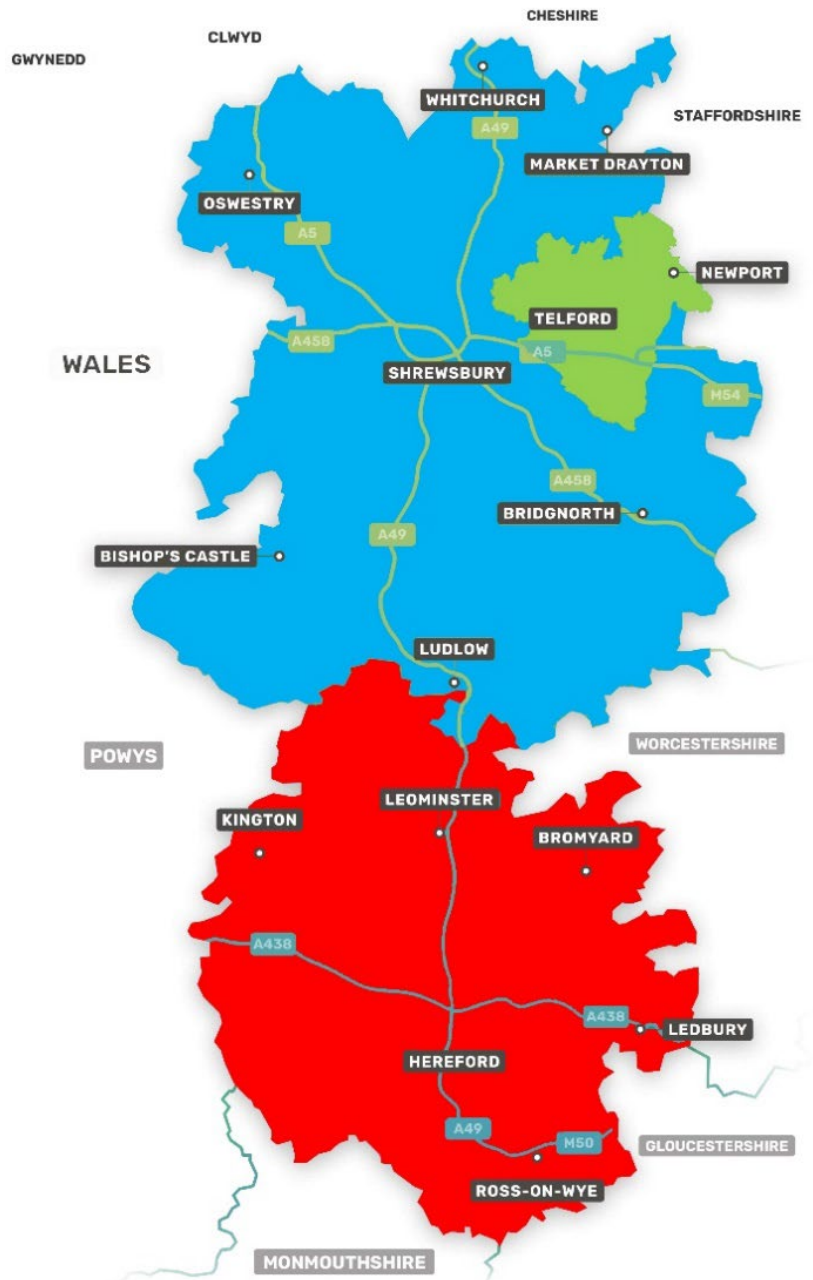 CHESHIRE
CLWYD
GWYNEDD
WHITCHURCH
STAFFORDSHIRE
A49
MARKET DRAYTON
OSWESTRY
A5
NEWPORT
TELFORD
A458
A5
WALES
SHREWSBURY
M54
A458
BRIDGNORTH
A49
BISHOP'S CASTLE
LUDLOW
WORCESTERSHIRE
POWYS
LEOMINSTER
KINGTON
BROMYARD
A438
A438
LEDBURY
HEREFORD
A49
M50
GLOUCESTERSHIRE
ROSS-ON-WYE
MONMOUTHSHIRE